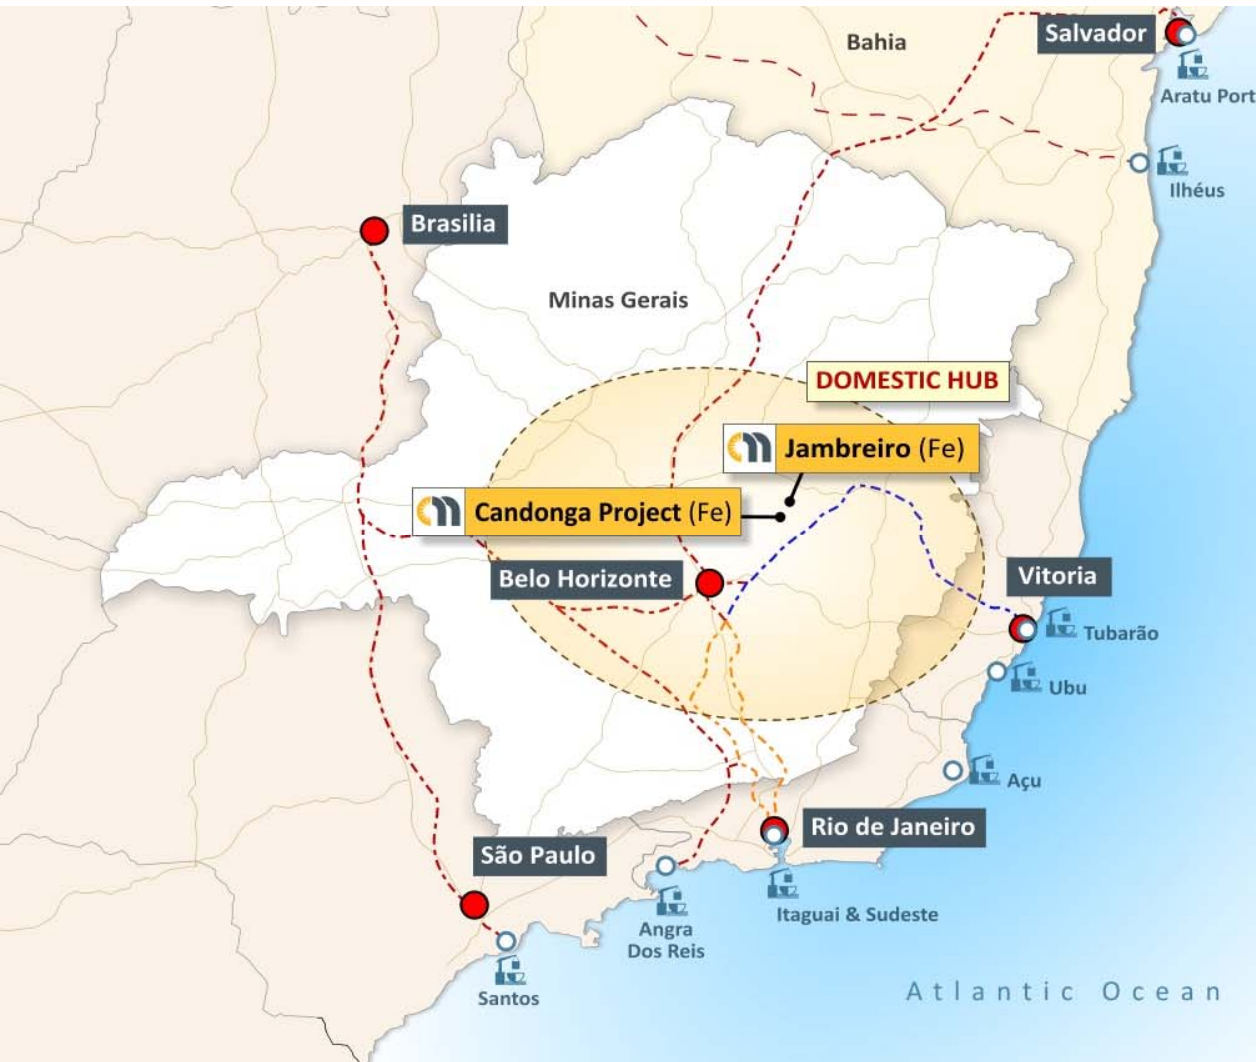 Salvador
Bahia
Aratu Port
Ilhéus
Brasilia
Minas Gerais
DOMESTIC HUB
Jambreiro (Fe)
Candonga Project (Fe)
Belo Horizonte
Vitoria
Tubarão
Ubu
Açu
Rio de Janeiro
São Paulo
Itaguai & Sudeste
Angra
Dos Reis
Santos
Atlantic Ocean